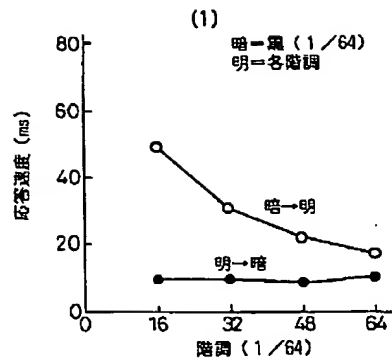 (1)
暗=黒(1/64)
明=各階調
80
60
40
20
0
応答速度(ms)
暗→明
明→暗
0 16 32 48 64
階調(1/64)